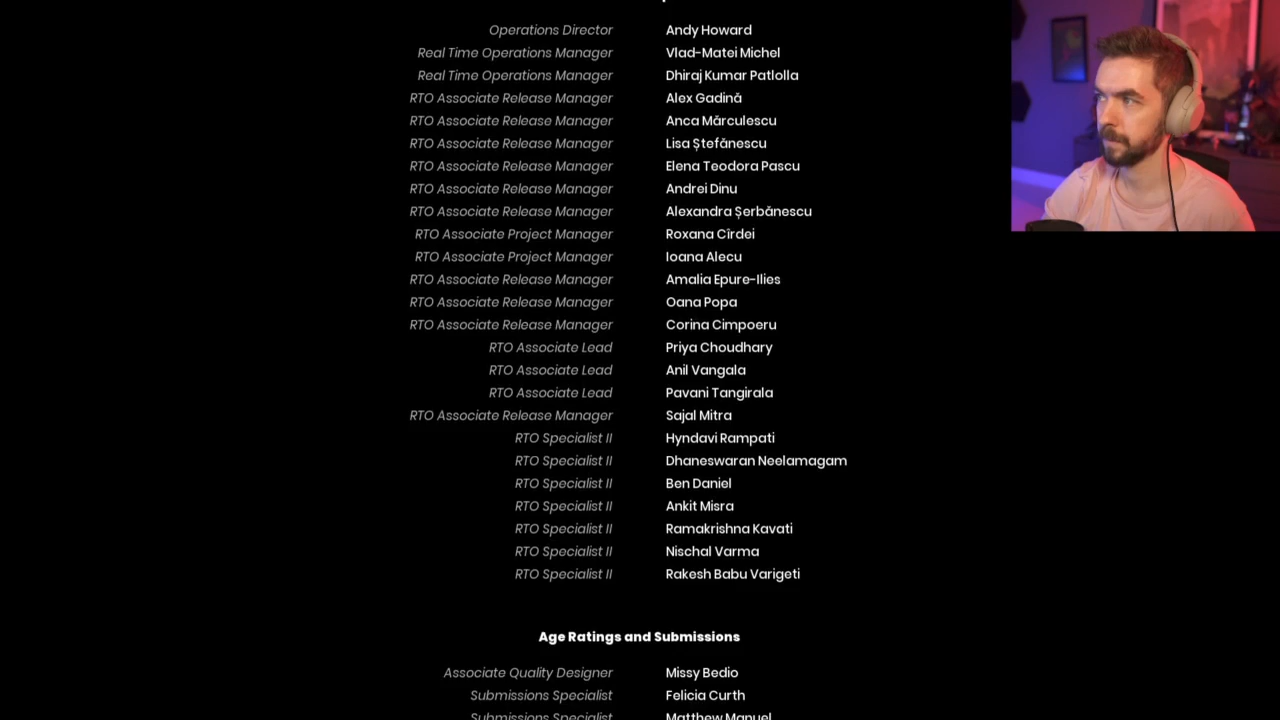 Operations Director Andy Howard
Real Time Operations Manager Vlad-Matei Michel
Real Time Operations Manager Dhiraj Kumar Patlolla
RTO Associate Release Manager Alex Gadină
RTO Associate Release Manager Anca Mărculescu
RTO Associate Release Manager Lisa Ștefănescu
RTO Associate Release Manager Elena Teodora Pascu
RTO Associate Release Manager Andrei Dinu
RTO Associate Release Manager Alexandra Șerbănescu
RTO Associate Project Manager Roxana Cîrdei
RTO Associate Project Manager Ioana Alecu
RTO Associate Release Manager Amalia Epure-Ilies
RTO Associate Release Manager Oana Popa
RTO Associate Release Manager Corina Cimpoeru
RTO Associate Lead Priya Choudhary
RTO Associate Lead Anil Vangala
RTO Associate Lead Pavani Tangirala
RTO Associate Release Manager Sajal Mitra
RTO Specialist II Hyndavi Rampati
RTO Specialist II Dhaneswaran Neelamagam
RTO Specialist II Ben Daniel
RTO Specialist II Ankit Misra
RTO Specialist II Ramakrishna Kavati
RTO Specialist II Nischal Varma
RTO Specialist II Rakesh Babu Varigeti
Age Ratings and Submissions
Associate Quality Designer Missy Bedio
Submissions Specialist Felicia Curth
Submissions Specialist Matthew Manuel